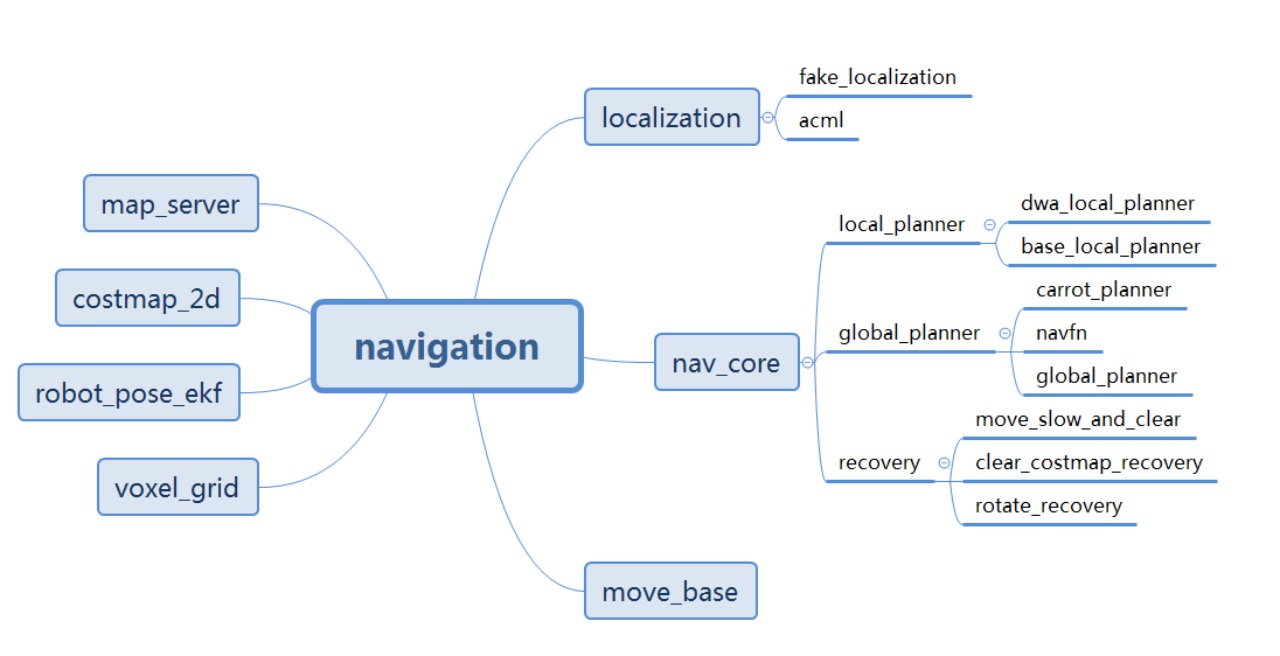 fake_localization
localization
acml
map_server
dwa_local_planner
local_planner
base_local_planner
costmap_2d
carrot_planner
navigation
global_planner
navfn
nav_core
global_planner
robot_pose_ekf
move_slow_and_clear
recovery
clear_costmap_recovery
voxel_grid
rotate_recovery
move_base